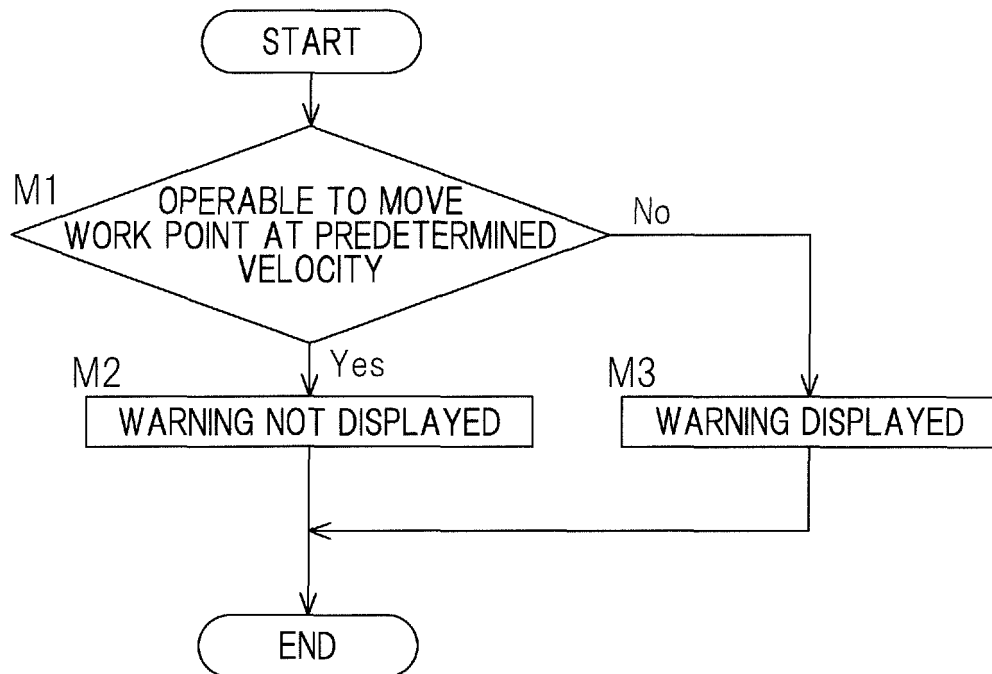 START
M1
OPERABLE TO MOVE
WORK POINT AT PREDETERMINED
VELOCITY
No
Yes
M2
WARNING NOT DISPLAYED
M3
WARNING DISPLAYED
END